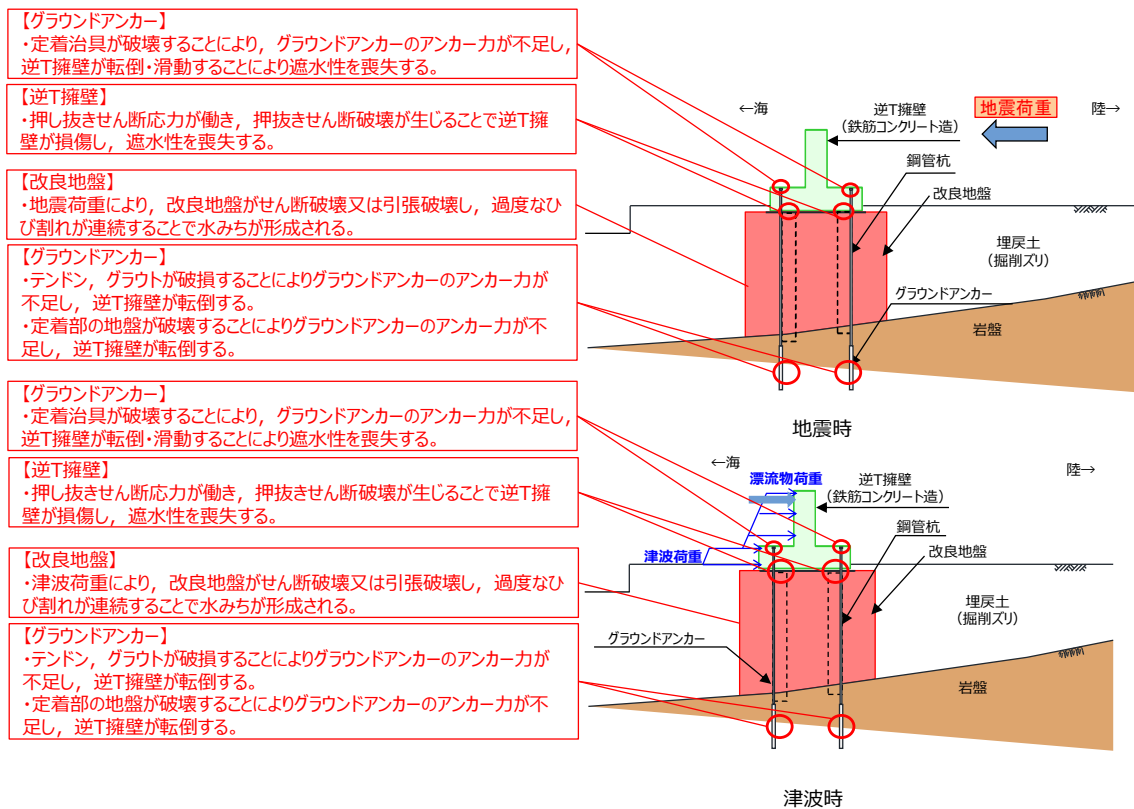 【グラウンドアンカー】
・定着治具が破壊することにより，グラウンドアンカーのアンカー力が不足し，
逆T擁壁が転倒・滑動することにより遮水性を喪失する。
【逆T擁壁】
・押し抜きせん断応力が働き，押抜きせん断破壊が生じることで逆T擁
壁が損傷し，遮水性を喪失する。
【改良地盤】
・地震荷重により，改良地盤がせん断破壊又は引張破壊し，過度なひ
び割れが連続することで水みちが形成される。
【グラウンドアンカー】
・テンドン，グラウトが破損することによりグラウンドアンカーのアンカー力が
不足し，逆T擁壁が転倒する。
・定着部の地盤が破壊することによりグラウンドアンカーのアンカー力が不
足し，逆T擁壁が転倒する。
←海
逆T擁壁
（鉄筋コンクリート造）
地震荷重
陸→
鋼管杭
改良地盤
埋戻土
（掘削ズリ）
グラウンドアンカー
岩盤
地震時
【グラウンドアンカー】
・定着治具が破壊することにより，グラウンドアンカーのアンカー力が不足し，
逆T擁壁が転倒・滑動することにより遮水性を喪失する。
【逆T擁壁】
・押し抜きせん断応力が働き，押抜きせん断破壊が生じることで逆T擁
壁が損傷し，遮水性を喪失する。
【改良地盤】
・津波荷重により，改良地盤がせん断破壊又は引張破壊し，過度なひ
び割れが連続することで水みちが形成される。
【グラウンドアンカー】
・テンドン，グラウトが破損することによりグラウンドアンカーのアンカー力が
不足し，逆T擁壁が転倒する。
・定着部の地盤が破壊することによりグラウンドアンカーのアンカー力が不
足し，逆T擁壁が転倒する。
←海
陸→
漂流物荷重
逆T擁壁
（鉄筋コンクリート造）
鋼管杭
津波荷重
改良地盤
埋戻土
（掘削ズリ）
グラウンドアンカー
岩盤
津波時